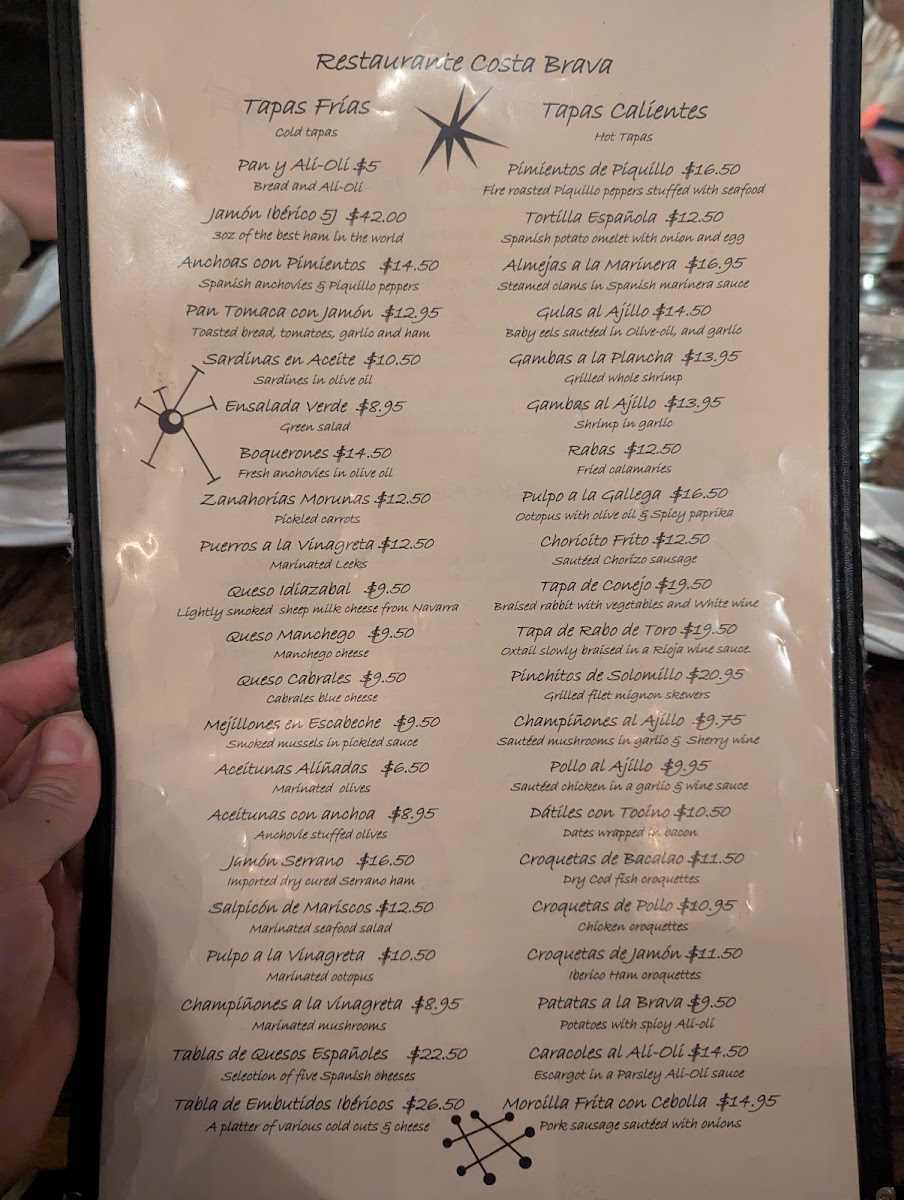 Restaurante Costa Brava
Tapas Frías
Cold tapas
Pan y Ali-Oli $5
Bread and Ali-Oli
Jamón Ibérico 5J $42.00
3oz of the best ham in the world
Anchoas con Pimientos $14.50
Spanish anchovies & Piquillo peppers
Pan Tomaca con Jamón $12.95
Toasted bread, tomatoes, garlic and ham
Sardinas en Aceite $10.50
Sardines in olive oil
Ensalada Verde $8.95
Green salad
Boquerones $14.50
Fresh anchovies in olive oil
Zanahorias Morunas $12.50
Pickled carrots
Puerros a la Vinagreta $12.50
Marinated Leeks
Queso Idiazabal $9.50
Lightly smoked sheep milk cheese from Navarra
Queso Manchego $9.50
Manchego cheese
Queso Cabrales $9.50
Cabrales blue cheese
Mejillones en Escabeche $9.50
Smoked mussels in pickled sauce
Aceitunas Aliñadas $6.50
Marinated olives
Aceitunas con anchoa $8.95
Anchovie stuffed olives
Jamón Serrano $16.50
Imported dry cured Serrano ham
Salpicón de Mariscos $12.50
Marinated seafood salad
Pulpo a la Vinagreta $10.50
Marinated octopus
Champiñones a la vinagreta $8.95
Marinated mushrooms
Tablas de Quesos Españoles $22.50
Selection of five Spanish cheeses
Tabla de Embutidos Ibéricos $26.50
A platter of various cold cuts & cheese
Tapas Calientes
Hot Tapas
Pimientos de Piquillo $16.50
Fire roasted Piquillo peppers stuffed with seafood
Tortilla Española $12.50
Spanish potato omelet with onion and egg
Almejas a la Marinera $16.95
Steamed clams in Spanish marinera sauce
Gulas al Ajillo $14.50
Baby eels sautéed in Olive-oil, and garlic
Gambas a la Plancha $13.95
Grilled whole shrimp
Gambas al Ajillo $13.95
Shrimp in garlic
Rabas $12.50
Fried calamaries
Pulpo a la Gallega $16.50
Octopus with olive oil & Spicy paprika
Choricito Frito $12.50
Sautéed Chorizo sausage
Tapa de Conejo $19.50
Braised rabbit with vegetables and White wine
Tapa de Rabo de Toro $19.50
Oxtail slowly braised in a Rioja wine sauce.
Pinchitos de Solomillo $20.95
Grilled filet mignon skewers
Champiñones al Ajillo $9.75
Sautéed mushrooms in garlic & Sherry wine
Pollo al Ajillo $9.95
Sautéed chicken in a garlic & wine sauce
Dátiles con Tocino $10.50
Dates wrapped in bacon
Croquetas de Bacalao $11.50
Dry Cod fish croquettes
Croquetas de Pollo $10.95
Chicken croquettes
Croquetas de Jamón $11.50
Iberico Ham croquettes
Patatas a la Brava $9.50
Potatoes with spicy Ali-oli
Caracoles al Ali-Oli $14.50
Escargot in a Parsley Ali-Oli sauce
Morcilla Frita con Cebolla $14.95
Pork sausage sautéed with onions